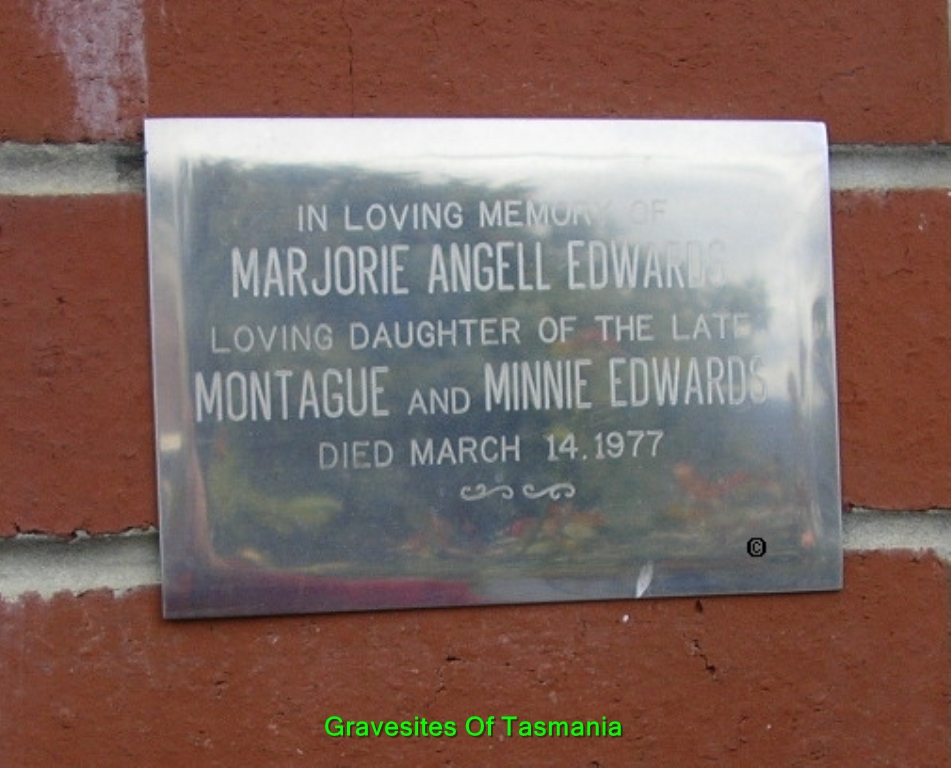 IN LOVING MEMORY OF
MARJORIE ANGELL EDWARDS
LOVING DAUGHTER OF THE LATE
MONTAGUE AND MINNIE EDWARDS
DIED MARCH 14.1977
©
Gravesites Of Tasmania